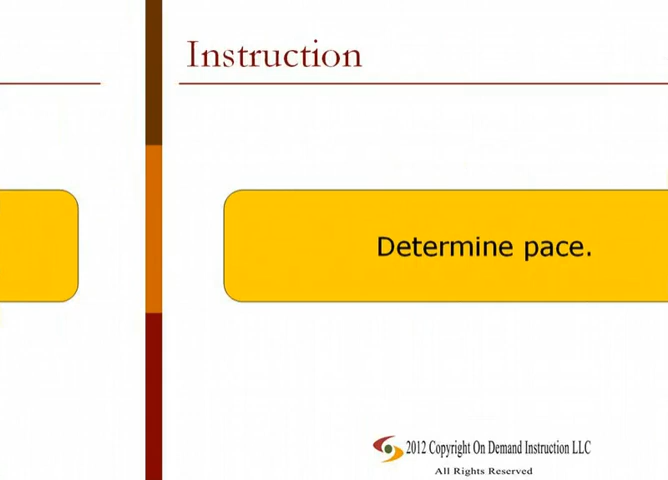 Instruction
Determine pace.
2012 Copyright On Demand Instruction LLC
All Rights Reserved